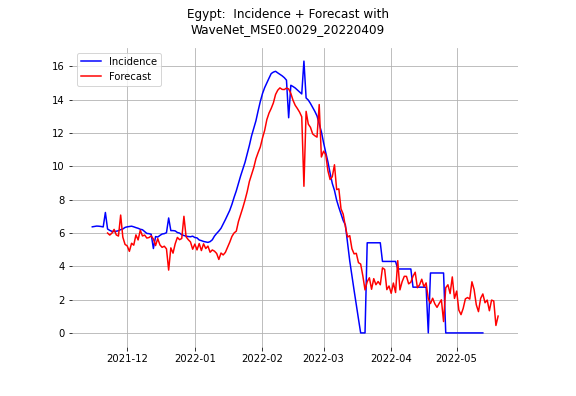 Egypt:  Incidence + Forecast with
WaveNet_MSE0.0029_20220409
Incidence
Forecast
16
14
12
10
8
6
4
2
0
2021-12 2022-01 2022-02 2022-03 2022-04 2022-05